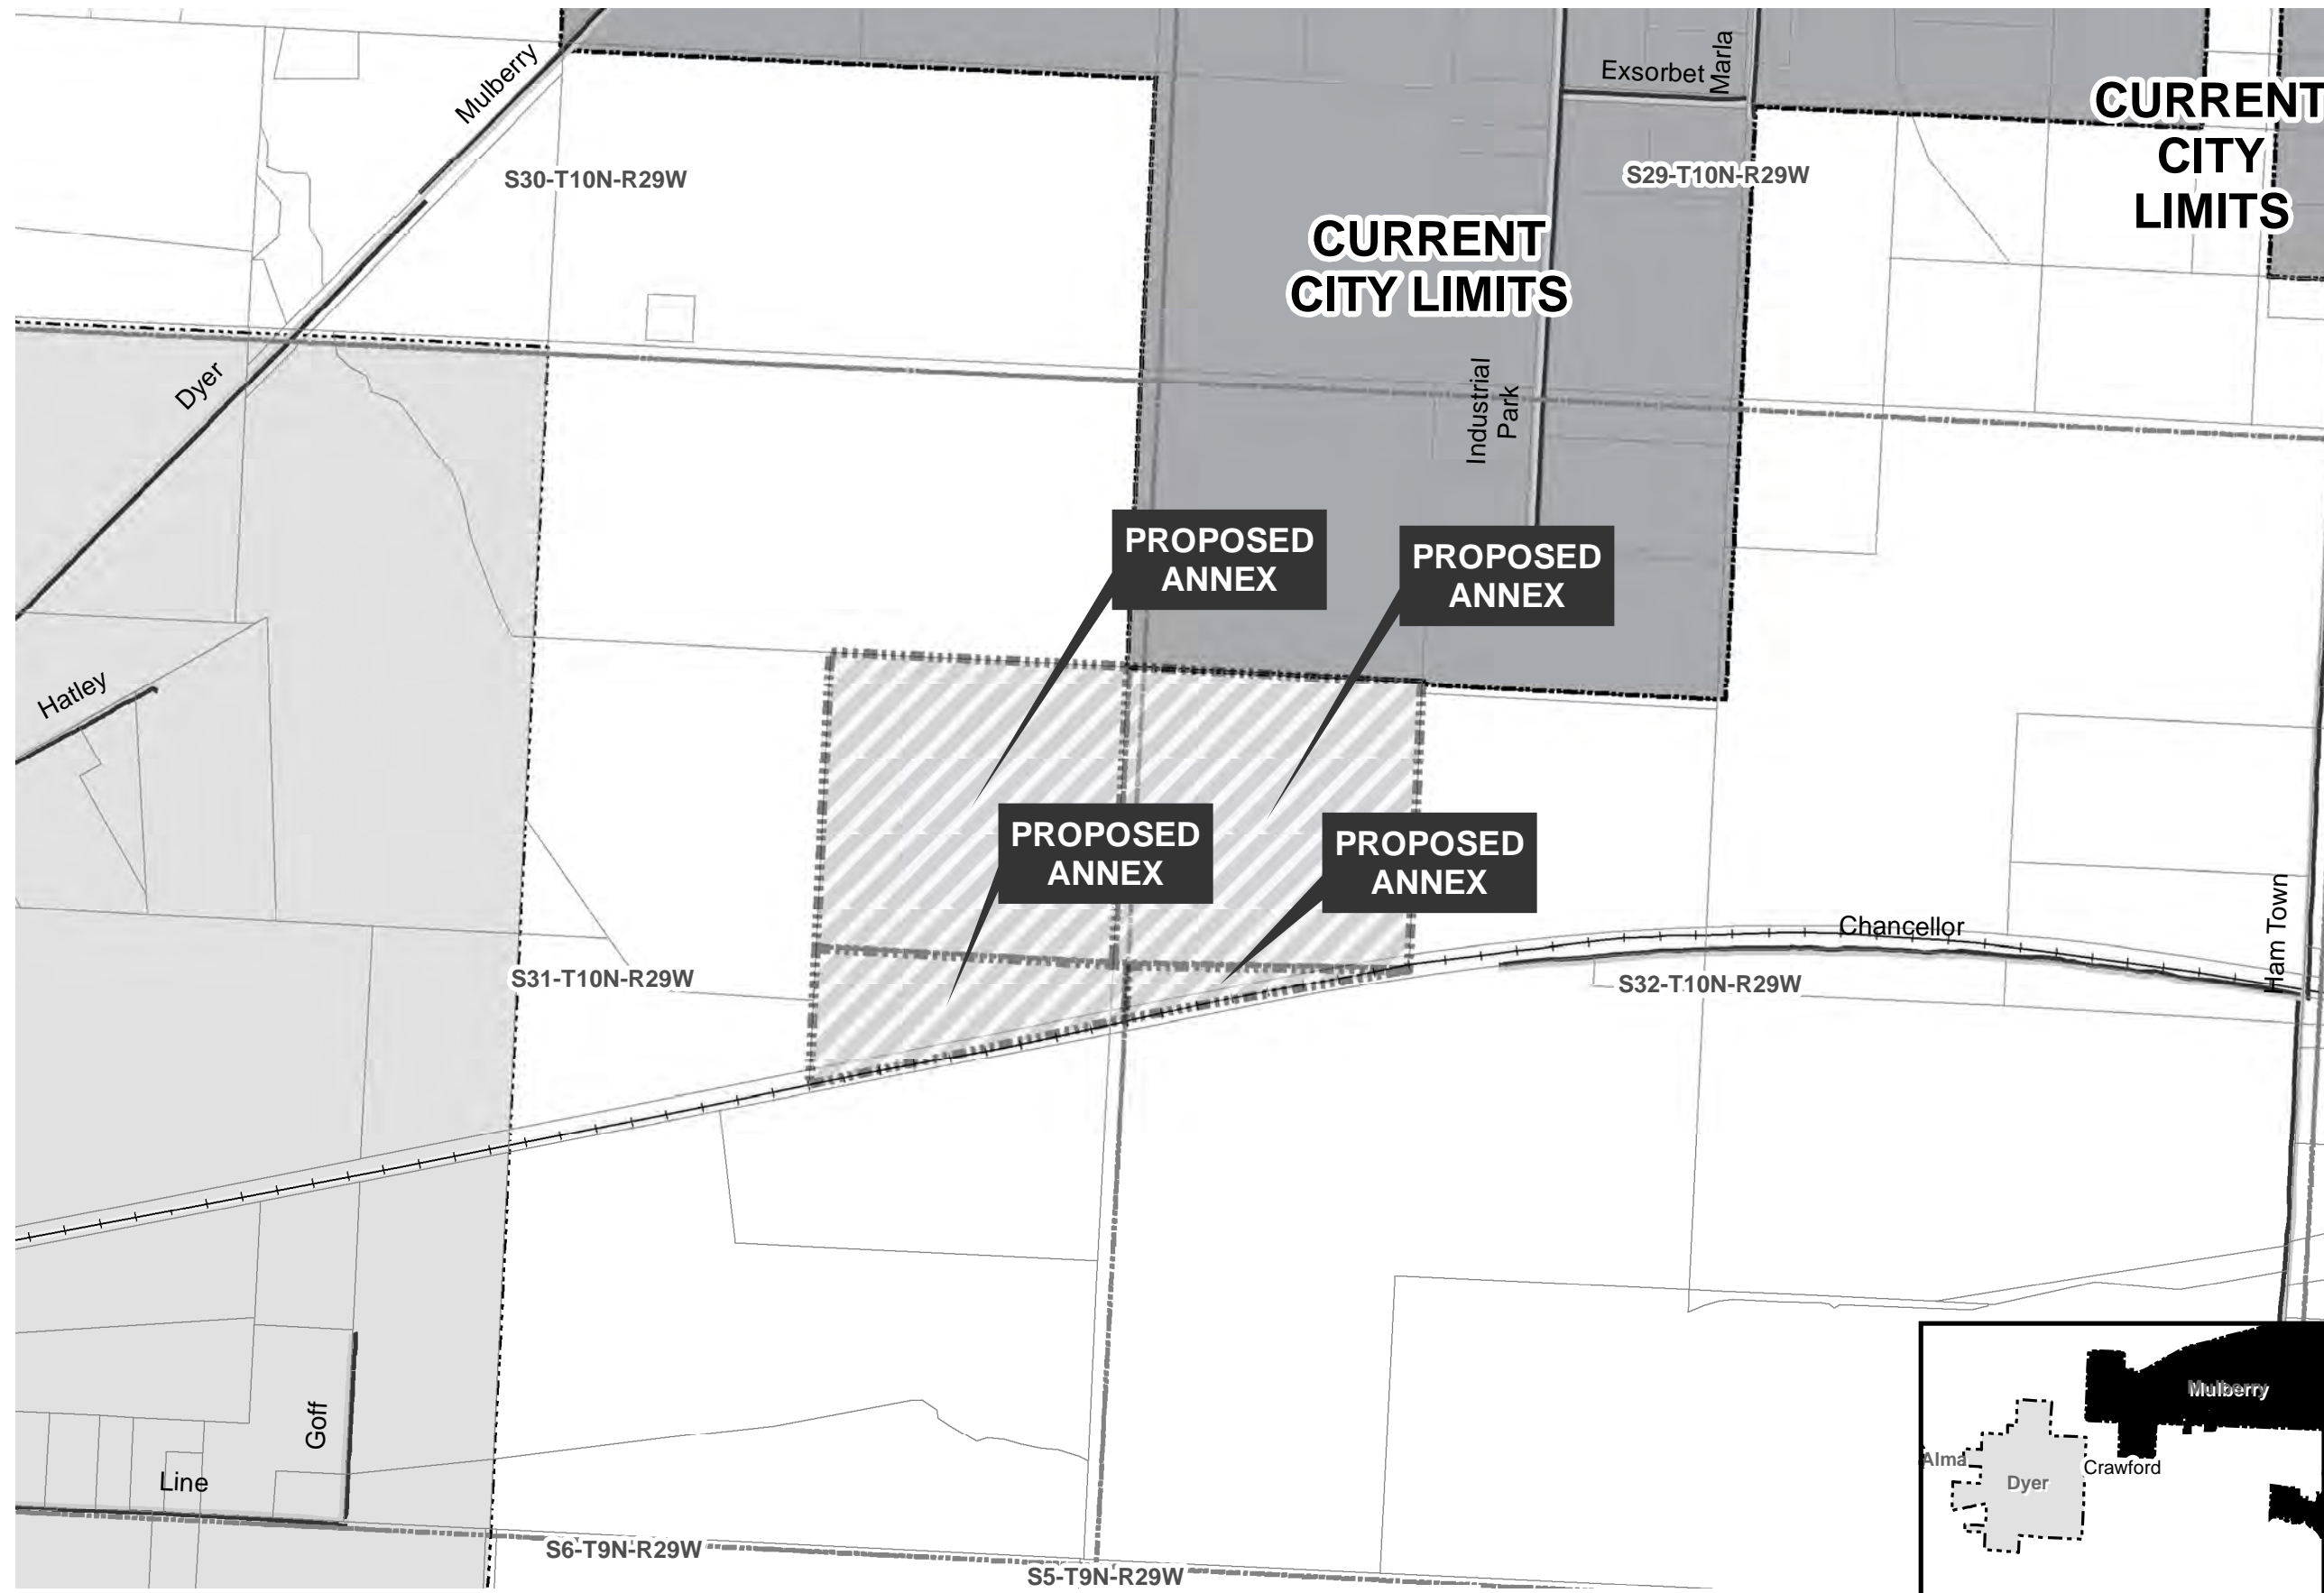 Mulberry
Exsorbet
Marla
CURRENT
CITY
LIMITS
S30-T10N-R29W
S29-T10N-R29W
CURRENT
CITY LIMITS
Dyer
Industrial
Park
PROPOSED
ANNEX
PROPOSED
ANNEX
Hatley
PROPOSED
ANNEX
PROPOSED
ANNEX
Chancellor
Ham Town
S31-T10N-R29W
S32-T10N-R29W
Goff
Line
Mulberry
Alma
Crawford
Dyer
S6-T9N-R29W
S5-T9N-R29W